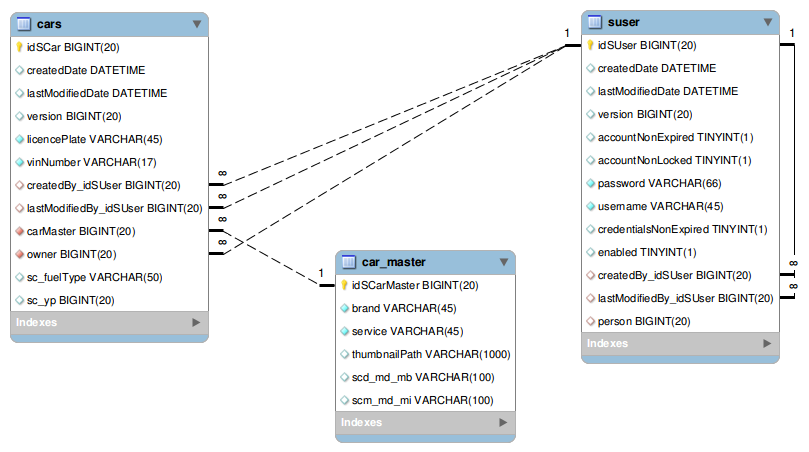 cars
idSCar BIGINT(20)
createdDate DATETIME
lastModifiedDate DATETIME
version BIGINT(20)
licencePlate VARCHAR(45)
vinNumber VARCHAR(17)
createdBy_idSUser BIGINT(20)
lastModifiedBy_idSUser BIGINT(20)
carMaster BIGINT(20)
owner BIGINT(20)
sc_fuelType VARCHAR(50)
sc_yp BIGINT(20)
Indexes
∞
∞
∞
∞
1
car_master
idSCarMaster BIGINT(20)
brand VARCHAR(45)
service VARCHAR(45)
thumbnailPath VARCHAR(1000)
scd_md_mb VARCHAR(100)
scm_md_mi VARCHAR(100)
Indexes
1
suser
idSUser BIGINT(20)
createdDate DATETIME
lastModifiedDate DATETIME
version BIGINT(20)
accountNonExpired TINYINT(1)
accountNonLocked TINYINT(1)
password VARCHAR(66)
username VARCHAR(45)
credentialsNonExpired TINYINT(1)
enabled TINYINT(1)
createdBy_idSUser BIGINT(20)
lastModifiedBy_idSUser BIGINT(20)
person BIGINT(20)
Indexes
1
∞
∞